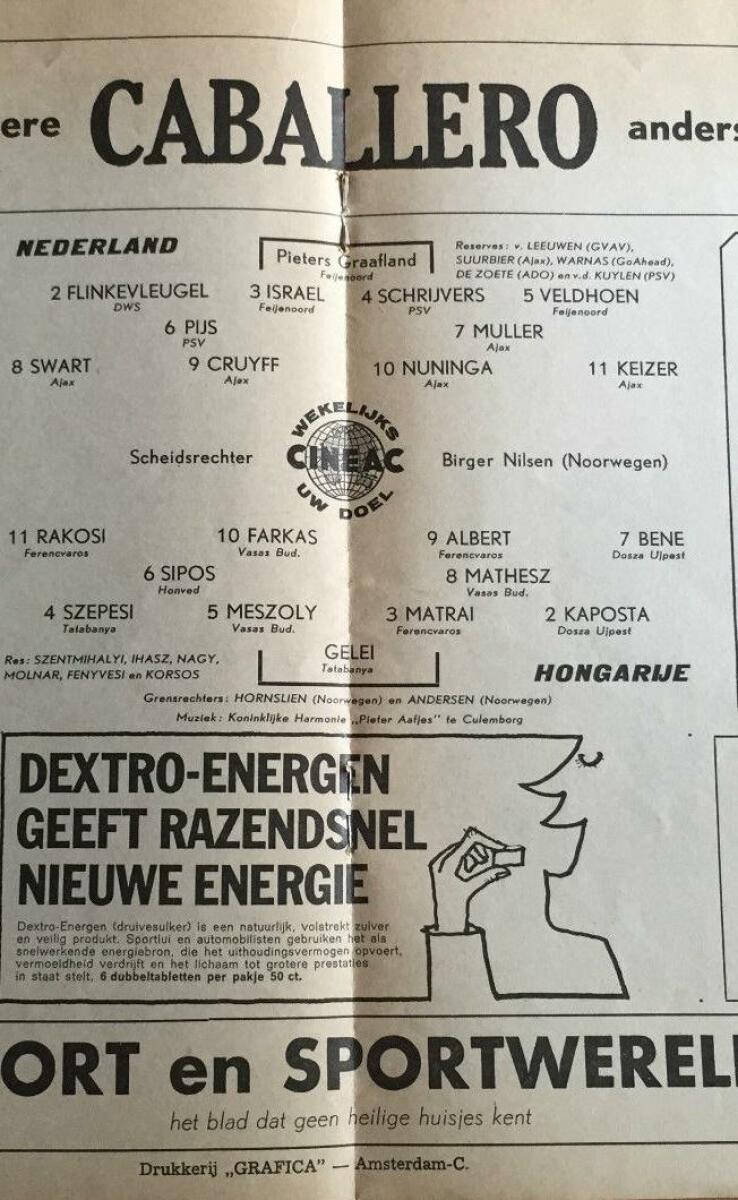 ere CABALLERO anders
NEDERLAND
Pieters Graafland
Feijenoord
Reserves: v. LEEUWEN (GVAV),
SUURBIER (Ajax), WARNAS (GoAhead),
DE ZOETE (ADO) en v.d. KUYLEN (PSV)
2 FLINKEVLEUGEL 3 ISRAEL 4 SCHRIJVERS 5 VELDHOEN
DWS Feijenoord PSV Feijenoord
6 PIJS 7 MULLER
PSV Ajax
8 SWART 9 CRUYFF 10 NUNINGA 11 KEIZER
Ajax Ajax Ajax Ajax
WEKELIJKS
Scheidsrechter CINEAC Birger Nilsen (Noorwegen)
UW DOEL
11 RAKOSI 10 FARKAS 9 ALBERT 7 BENE
Ferencvaros Vasas Bud. Ferencvaros Dosza Ujpest
6 SIPOS 8 MATHESZ
Honved Vasas Bud.
4 SZEPESI 5 MESZOLY 3 MATRAI 2 KAPOSTA
Tatabanya Vasas Bud. Ferencvaros Dosza Ujpest
Res: SZENTMIHALYI, IHASZ, NAGY,
MOLNAR, FENYVESI en KORSOS
GELEI
Tatabanya
HONGARIJE
Grensrechters: HORNSLIEN (Noorwegen) en ANDERSEN (Noorwegen)
Muziek: Koninklijke Harmonie „Pieter Aafjes" te Culemborg
DEXTRO-ENERGEN
GEEFT RAZENDSNEL
NIEUWE ENERGIE
Dextro-Energen (druivesuiker) is een natuurlijk, volstrekt zuiver
en veilig produkt. Sportlui en automobilisten gebruiken het als
snelwerkende energiebron, die het uithoudingsvermogen opvoert,
vermoeidheid verdrijft en het lichaam tot grotere prestaties
in staat stelt. 6 dubbeltabletten per pakje 50 ct.
ORT en SPORTWEREL
het blad dat geen heilige huisjes kent
Drukkerij „GRAFICA" — Amsterdam-C.